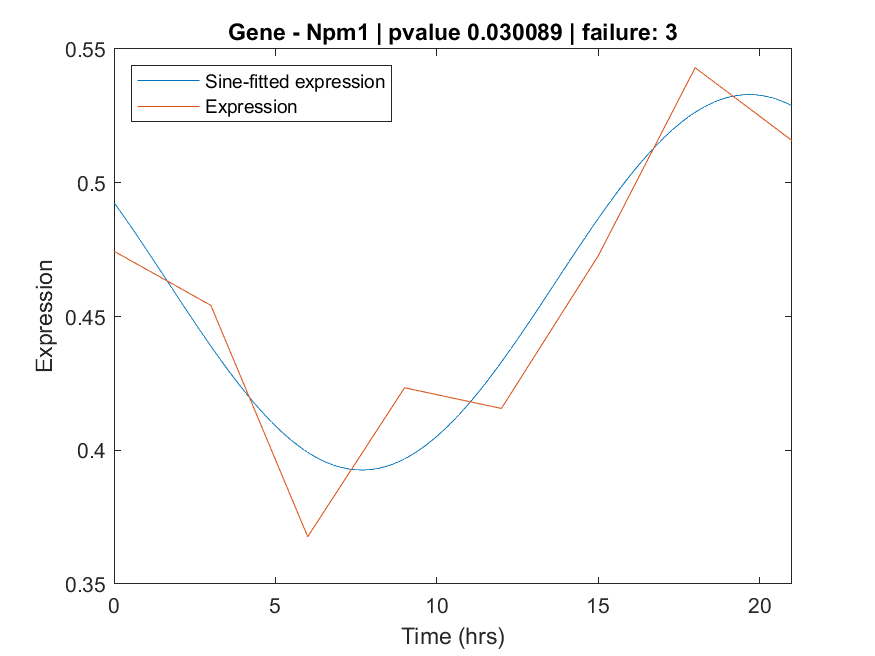 Gene - Npm1 | pvalue 0.030089 | failure: 3
0.55
0.5
0.45
0.4
0.35
Expression
Sine-fitted expression
Expression
0 5 10 15 20
Time (hrs)